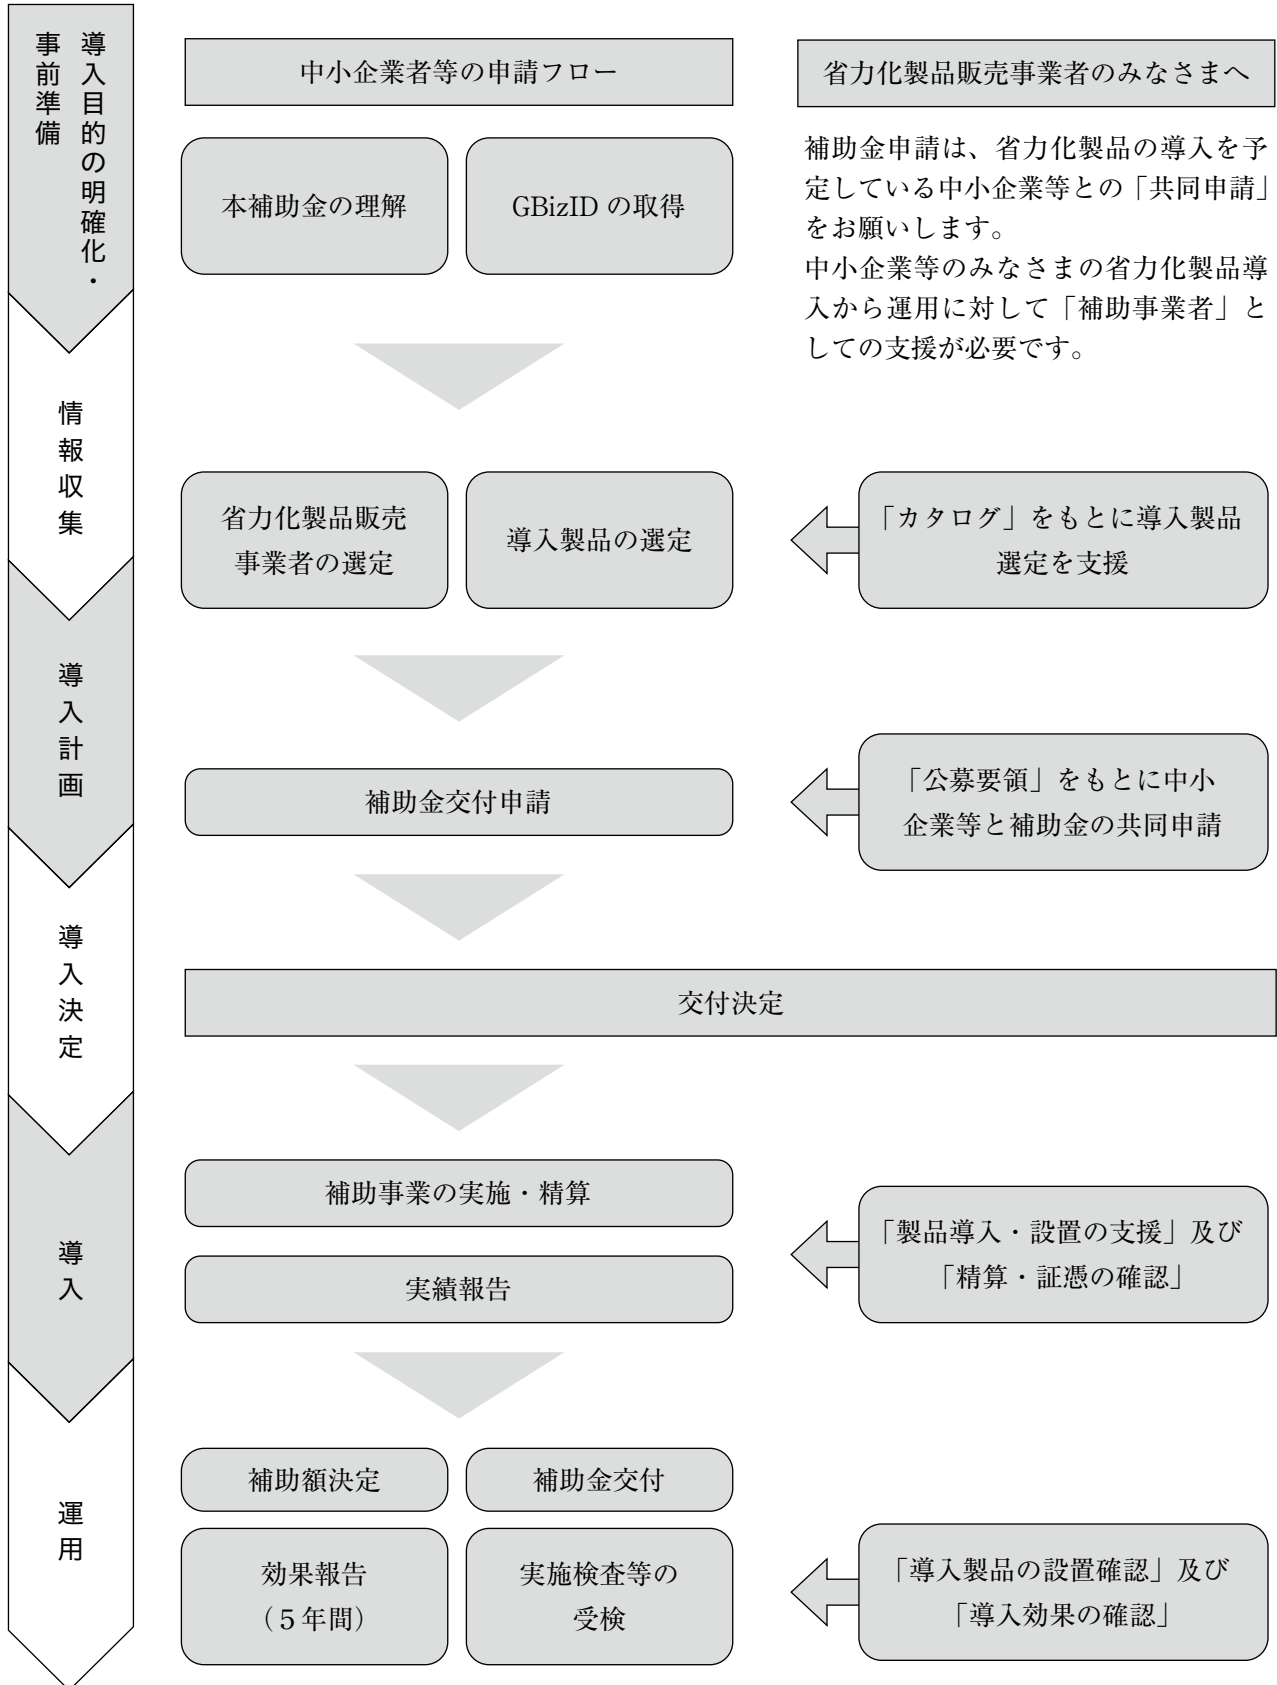 導入目的の明確化・
事前準備
中小企業者等の申請フロー
省力化製品販売事業者のみなさまへ
本補助金の理解
GBizID の取得
補助金申請は、省力化製品の導入を予
定している中小企業等との「共同申請」
をお願いします。
中小企業等のみなさまの省力化製品導
入から運用に対して「補助事業者」と
しての支援が必要です。
情報収集
省力化製品販売
事業者の選定
導入製品の選定
「カタログ」をもとに導入製品
選定を支援
導入計画
補助金交付申請
「公募要領」をもとに中小
企業等と補助金の共同申請
導入決定
交付決定
導入
補助事業の実施・精算
実績報告
「製品導入・設置の支援」及び
「精算・証憑の確認」
運用
補助額決定
補助金交付
効果報告
（５年間）
実施検査等の
受検
「導入製品の設置確認」及び
「導入効果の確認」